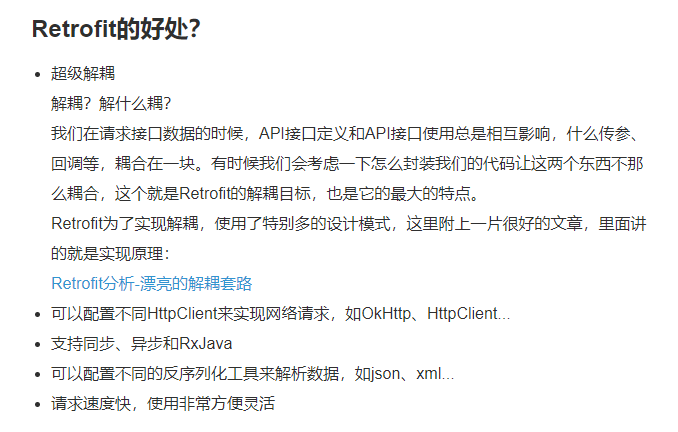 Retrofit的好处？
超级解耦
解耦？解什么耦？
我们在请求接口数据的时候，API接口定义和API接口使用总是相互影响，什么传参、
回调等，耦合在一块。有时候我们会考虑一下怎么封装我们的代码让这两个东西不那
么耦合，这个就是Retrofit的解耦目标，也是它的最大的特点。
Retrofit为了实现解耦，使用了特别多的设计模式，这里附上一片很好的文章，里面讲
的就是实现原理：
Retrofit分析-漂亮的解耦套路
可以配置不同HttpClient来实现网络请求，如OkHttp、HttpClient...
支持同步、异步和RxJava
可以配置不同的反序列化工具来解析数据，如json、xml...
请求速度快，使用非常方便灵活